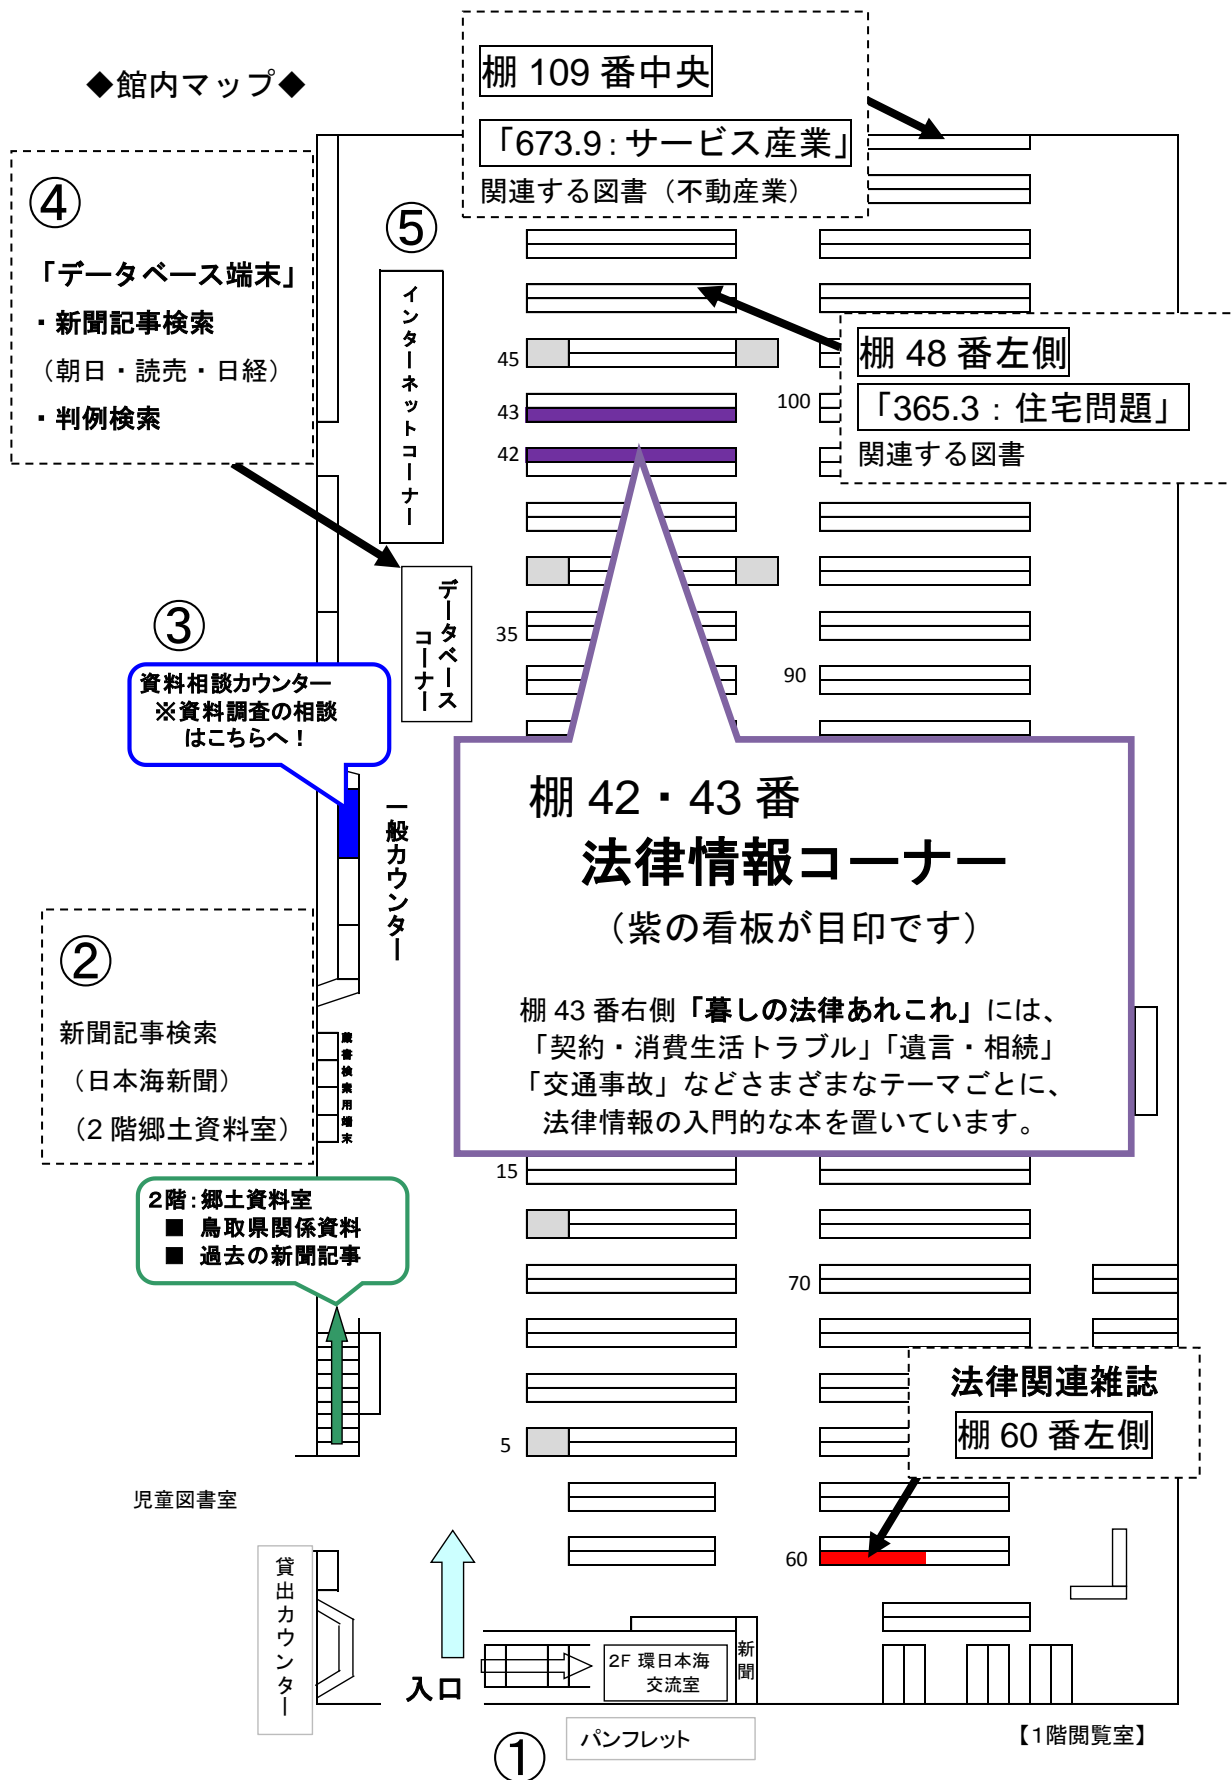 ◆館内マップ◆
棚 109 番中央
「673.9：サービス産業」
関連する図書（不動産業）
④
「データベース端末」
・新聞記事検索
（朝日・読売・日経）
・判例検索
⑤
インターネットコーナー
45
43
42
100
棚 48 番左側
「365.3：住宅問題」
関連する図書
データベース
コーナー
35
90
③
資料相談カウンター
※資料調査の相談
はこちらへ！
一般カウンター
棚 42・43 番
法律情報コーナー
（紫の看板が目印です）
棚 43 番右側「暮しの法律あれこれ」には、
「契約・消費生活トラブル」「遺言・相続」
「交通事故」などさまざまなテーマごとに、
法律情報の入門的な本を置いています。
②
新聞記事検索
（日本海新聞）
（2 階郷土資料室）
蔵書検索用端末
15
2階：郷土資料室
■ 鳥取県関係資料
■ 過去の新聞記事
70
法律関連雑誌
棚 60 番左側
5
児童図書室
60
貸出カウンター
入口
2F 環日本海
交流室
新聞
①
パンフレット
【1階閲覧室】